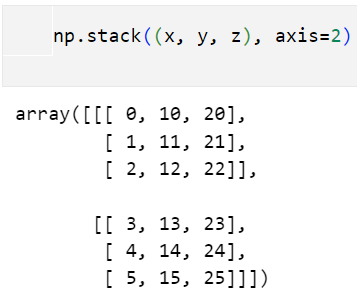 np.stack((x, y, z), axis=2)
array([[[ 0, 10, 20],
        [ 1, 11, 21],
        [ 2, 12, 22]],

       [[ 3, 13, 23],
        [ 4, 14, 24],
        [ 5, 15, 25]]])